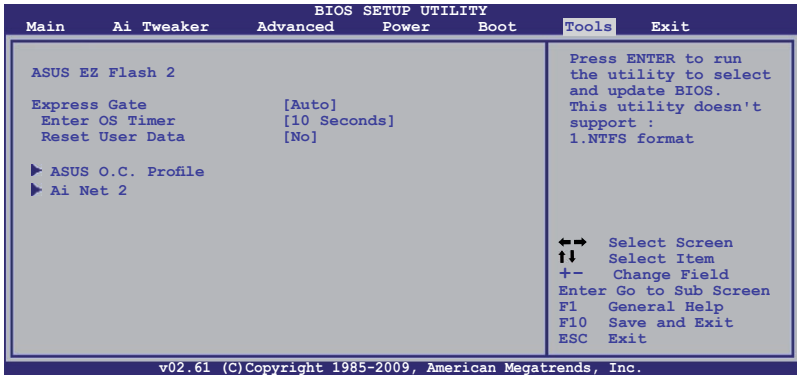 BIOS SETUP UTILITY
Main Ai Tweaker Advanced Power Boot Tools Exit
ASUS EZ Flash 2
Express Gate [Auto]
Enter OS Timer [10 Seconds]
Reset User Data [No]
ASUS O.C. Profile
Ai Net 2
Press ENTER to run
the utility to select
and update BIOS.
This utility doesn't
support :
1.NTFS format
←→ Select Screen
↑↓ Select Item
+- Change Field
Enter Go to Sub Screen
F1 General Help
F10 Save and Exit
ESC Exit
v02.61 (C)Copyright 1985-2009, American Megatrends, Inc.